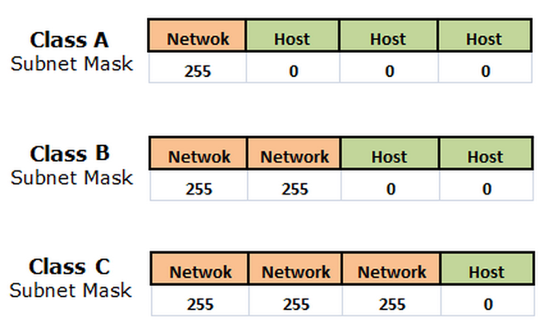 Class A
Subnet Mask
Netwok Host Host Host
255 0 0 0
Class B
Subnet Mask
Netwok Network Host Host
255 255 0 0
Class C
Subnet Mask
Netwok Network Network Host
255 255 255 0